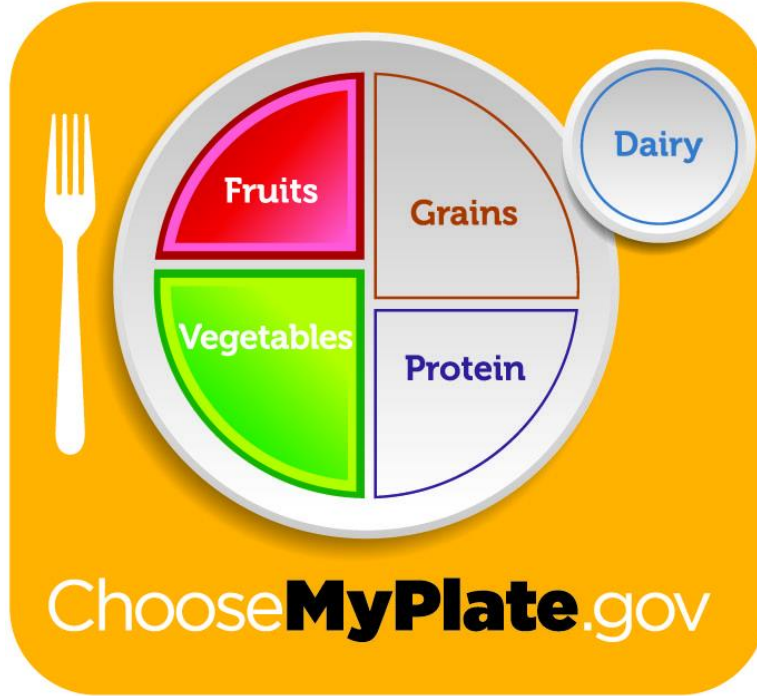 Fruits
Grains
Dairy
Vegetables
Protein
ChooseMyPlate.gov